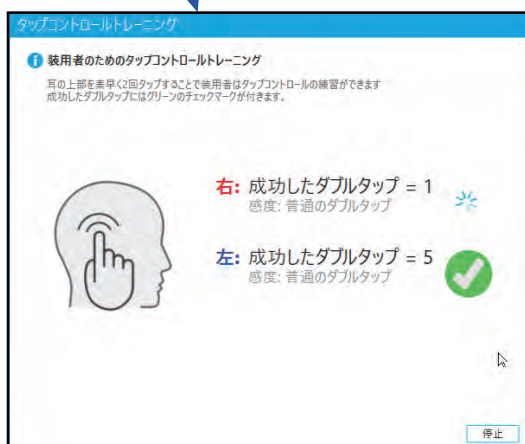 タップコントロールトレーニング
装用者のためのタップコントロールトレーニング
耳の上部を素早く2回タップすることで装用者はタップコントロールの練習ができます
成功したダブルタップにはグリーンのチェックマークが付きます。
右: 成功したダブルタップ = 1
感度: 普通のダブルタップ
左: 成功したダブルタップ = 5
感度: 普通のダブルタップ
停止